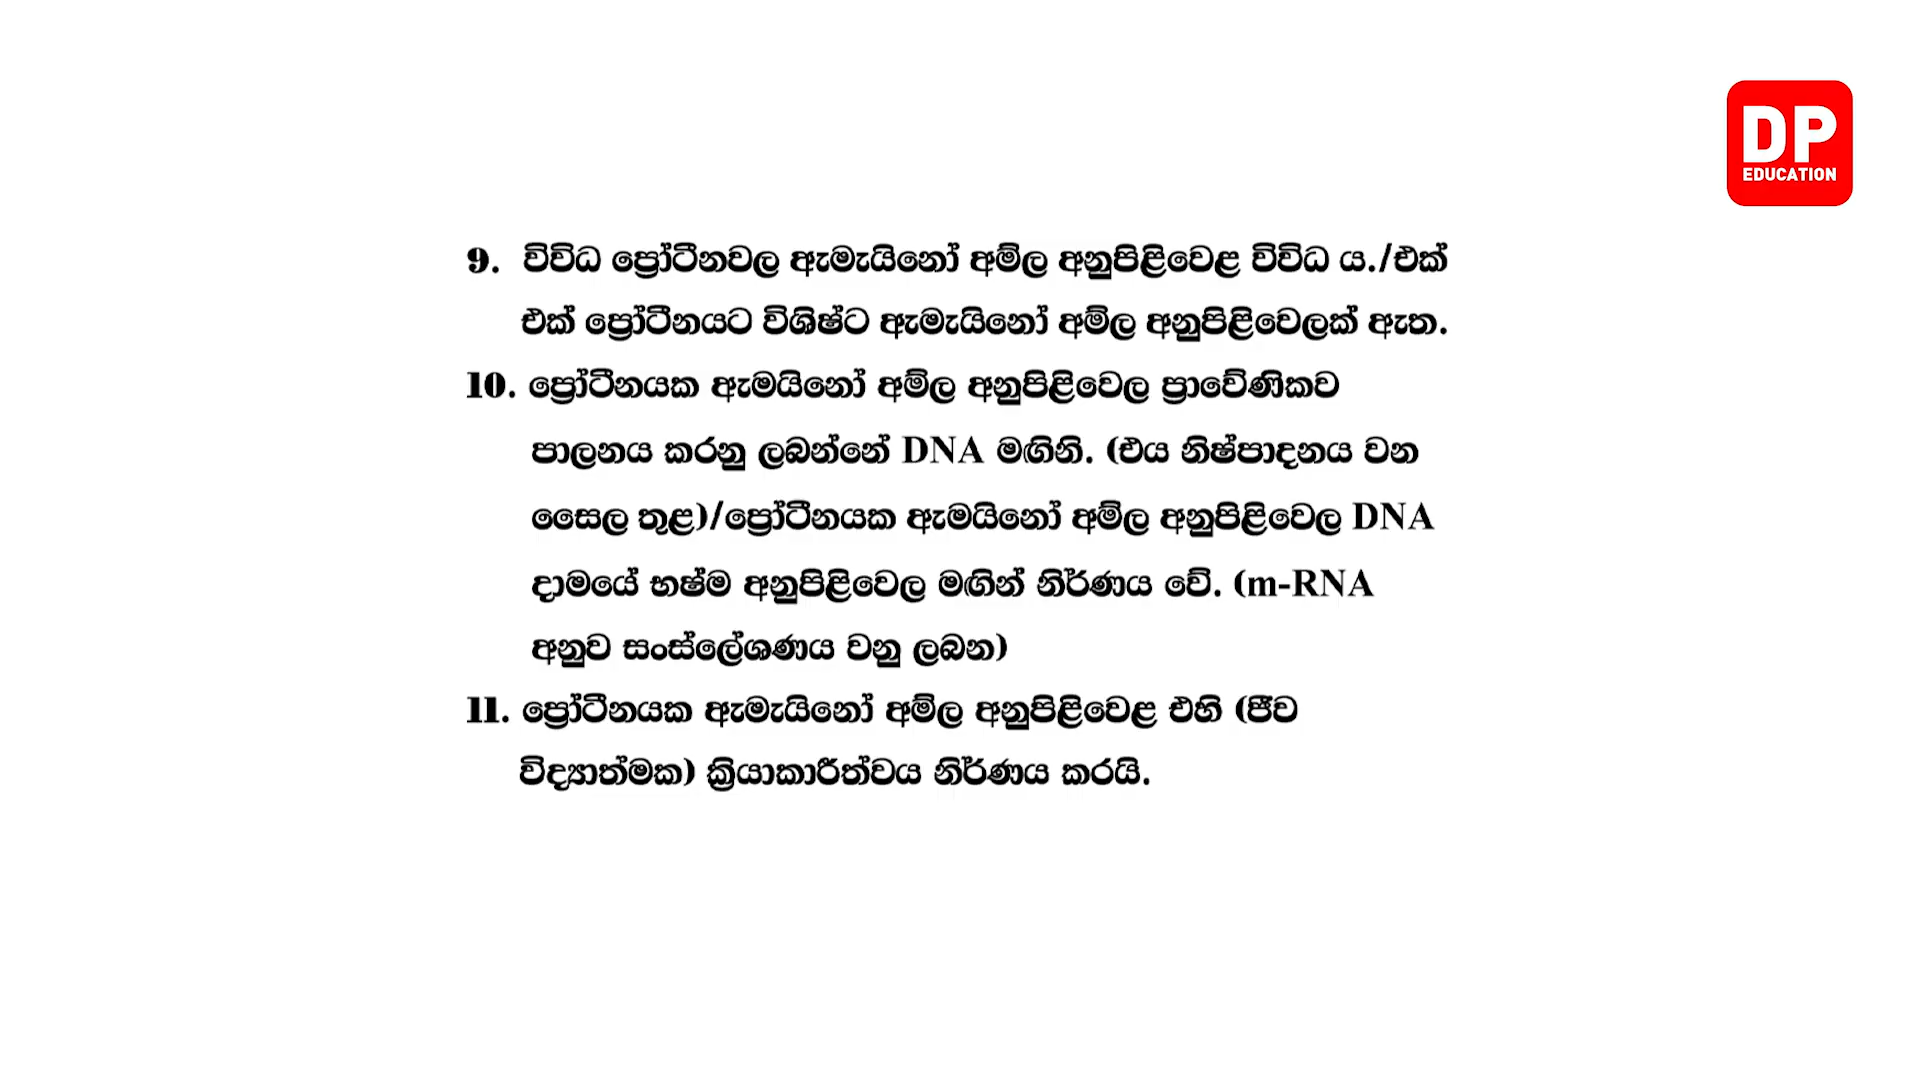 DP
EDUCATION
9. විවිධ ප්‍රෝටීනවල ඇමැයිනෝ අම්ල අනුපිළිවෙළ විවිධ ය./එක්
එක් ප්‍රෝටීනයට විශිෂ්ට ඇමැයිනෝ අම්ල අනුපිළිවෙලක් ඇත.
10. ප්‍රෝටීනයක ඇමයිනෝ අම්ල අනුපිළිවෙල ප්‍රාවේණිකව
පාලනය කරනු ලබන්නේ DNA මඟිනි. (එය නිෂ්පාදනය වන
සෛල තුළ)/ප්‍රෝටීනයක ඇමයිනෝ අම්ල අනුපිළිවෙල DNA
දාමයේ භෂ්ම අනුපිළිවෙල මඟින් නිර්ණය වේ. (m-RNA
අනුව සංස්ලේශණය වනු ලබන)
11. ප්‍රෝටීනයක ඇමැයිනෝ අම්ල අනුපිළිවෙළ එහි (ජීව
විද්‍යාත්මක) ක්‍රියාකාරීත්වය නිර්ණය කරයි.